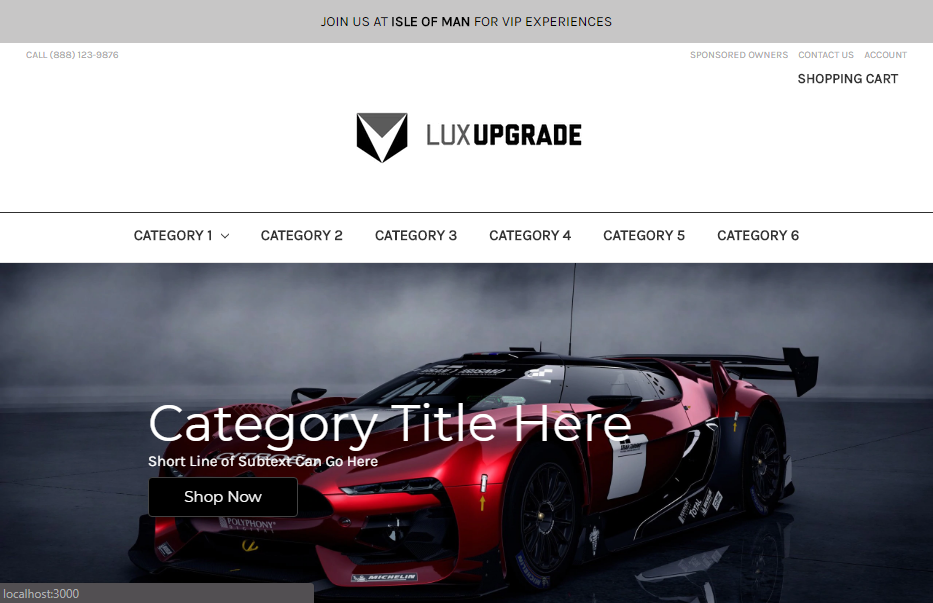 JOIN US AT ISLE OF MAN FOR VIP EXPERIENCES
CALL (888) 123-9876
SPONSORED OWNERS CONTACT US ACCOUNT
SHOPPING CART
LUXUPGRADE
CATEGORY 1 CATEGORY 2 CATEGORY 3 CATEGORY 4 CATEGORY 5 CATEGORY 6
Category Title Here
Short Line of Subtext Can Go Here
Shop Now
POLYPHONY
MICHELIN
TOTAL
localhost:3000